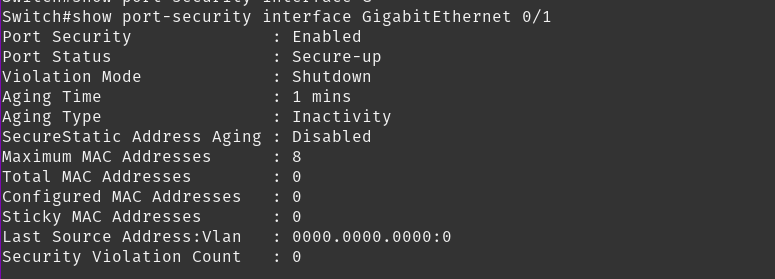 Switch#show port-security interface GigabitEthernet 0/1
Port Security              : Enabled
Port Status                : Secure-up
Violation Mode             : Shutdown
Aging Time                 : 1 mins
Aging Type                 : Inactivity
SecureStatic Address Aging : Disabled
Maximum MAC Addresses      : 8
Total MAC Addresses        : 0
Configured MAC Addresses   : 0
Sticky MAC Addresses       : 0
Last Source Address:Vlan   : 0000.0000.0000:0
Security Violation Count   : 0